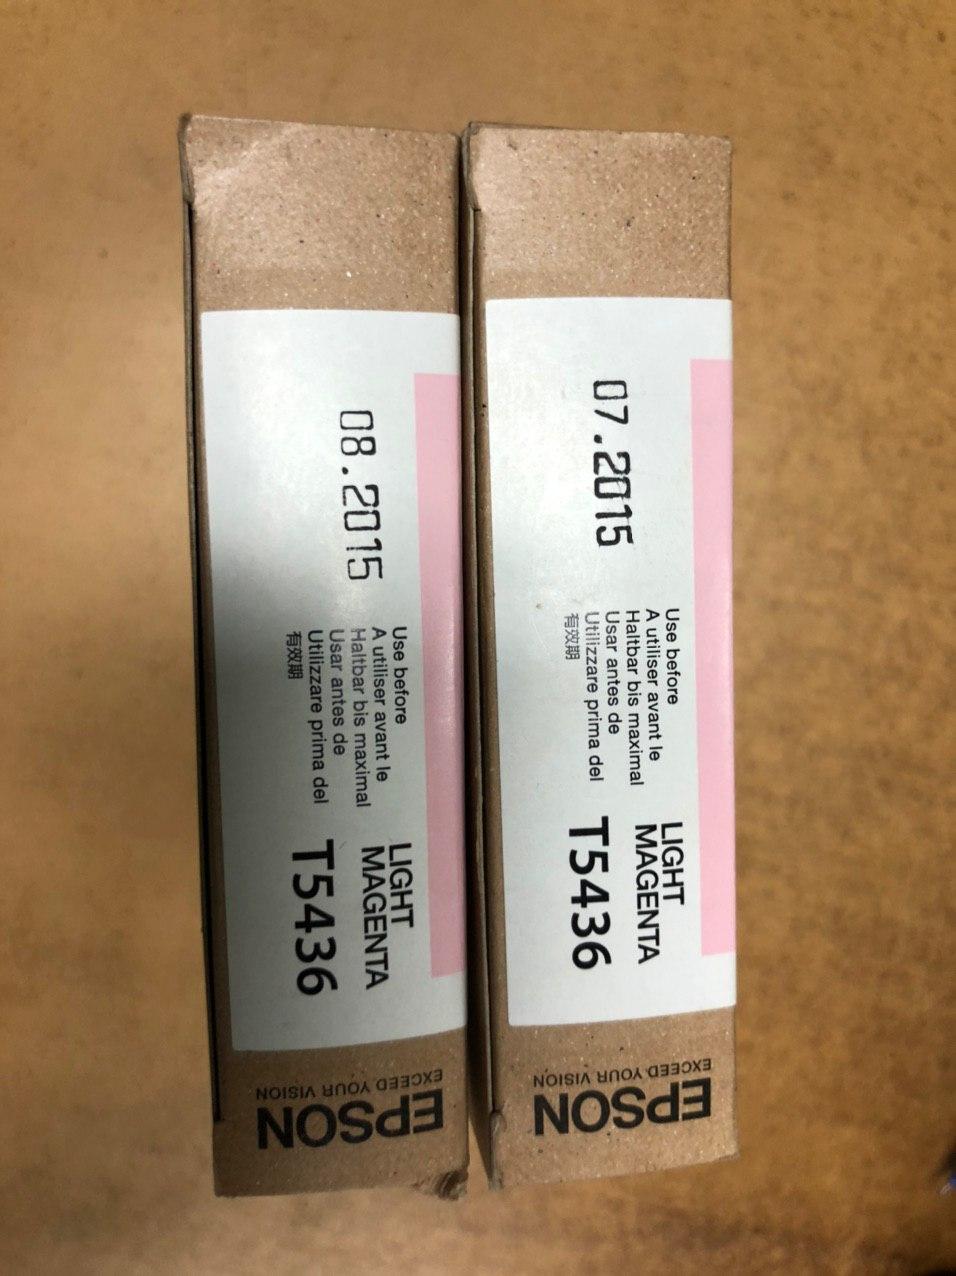 08.2015
Use before
A utiliser avant le
Haltbar bis maximal
Usar antes de
Utilizzare prima del
有效期
LIGHT
MAGENTA
T5436
EPSON
EXCEED YOUR VISION
07.2015
Use before
A utiliser avant le
Haltbar bis maximal
Usar antes de
Utilizzare prima del
有效期
LIGHT
MAGENTA
T5436
EPSON
EXCEED YOUR VISION